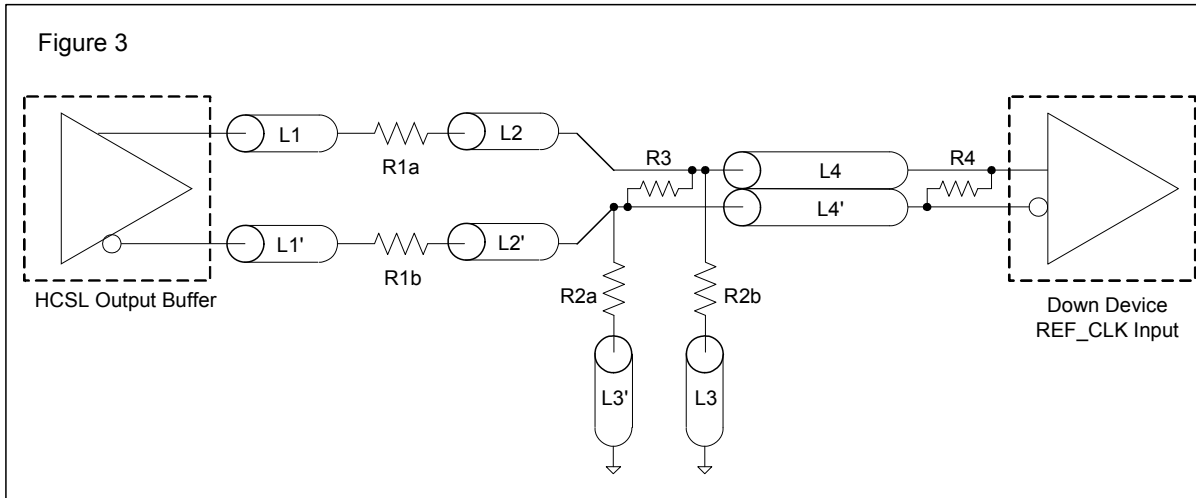 Figure 3
L1
R1a
L2
R3
L4
R4
L4'
L1'
R1b
L2'
R2a
R2b
HCSL Output Buffer
Down Device
REF_CLK Input
L3'
L3